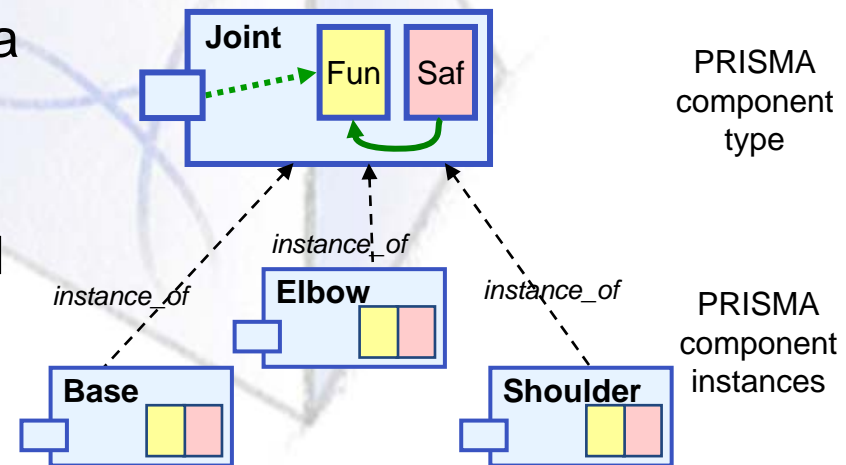 a
Joint
Fun
Saf
PRISMA
component
type
l
instance_of
instance_of
instance_of
Elbow
PRISMA
component
instances
Base
Shoulder